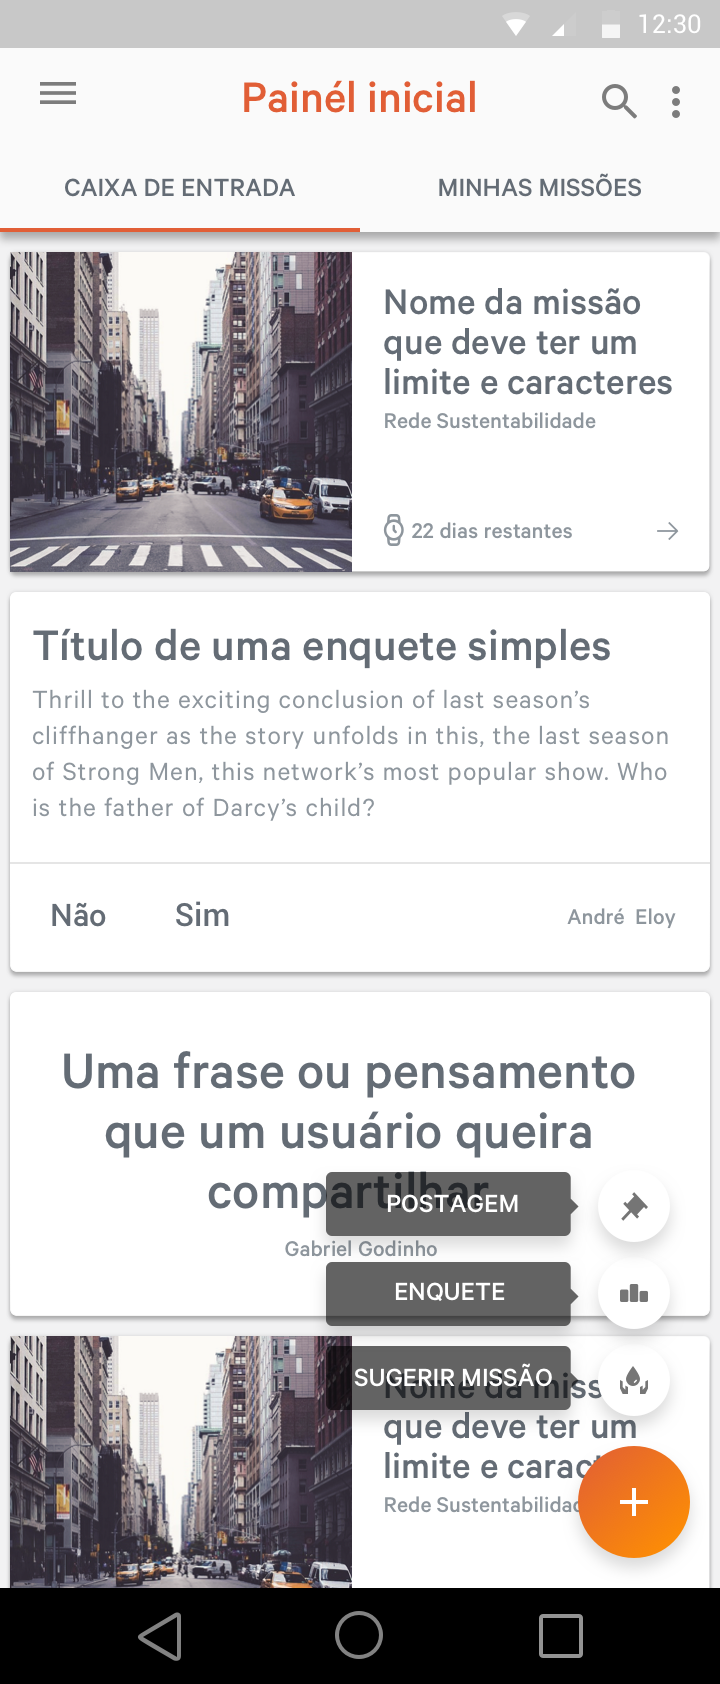 12:30
Painél inicial
CAIXA DE ENTRADA
MINHAS MISSÕES
Nome da missão
que deve ter um
limite e caracteres
Rede Sustentabilidade
22 dias restantes
Título de uma enquete simples
Thrill to the exciting conclusion of last season’s
cliffhanger as the story unfolds in this, the last season
of Strong Men, this network’s most popular show. Who
is the father of Darcy’s child?
Não
Sim
André Eloy
Uma frase ou pensamento
que um usuário queira
compartilhar
POSTAGEM
Gabriel Godinho
ENQUETE
SUGERIR MISSÃO
Nome da miss
que deve ter um
limite e caract
Rede Sustentabilidad